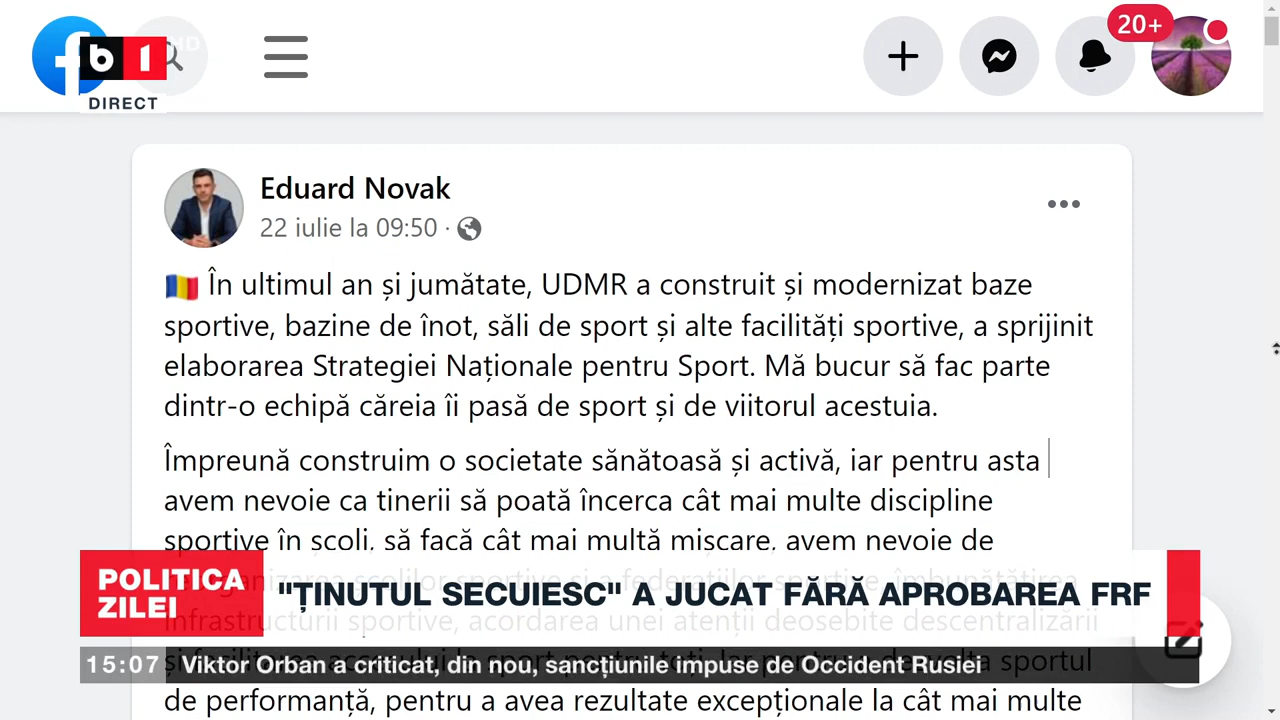 b1
DIRECT
20+
Eduard Novak
22 iulie la 09:50 ·
În ultimul an și jumătate, UDMR a construit și modernizat baze
sportive, bazine de înot, săli de sport și alte facilități sportive, a sprijinit
elaborarea Strategiei Naționale pentru Sport. Mă bucur să fac parte
dintr-o echipă căreia îi pasă de sport și de viitorul acestuia.
Împreună construim o societate sănătoasă și activă, iar pentru asta
avem nevoie ca tinerii să poată încerca cât mai multe discipline
sportive în școli, să facă cât mai multă mișcare, avem nevoie de
infrastructurii sportive, acordarea unei atenții deosebite descentralizării
POLITICA
ZILEI
"ȚINUTUL SECUIESC" A JUCAT FĂRĂ APROBAREA FRF
15:07 Viktor Orban a criticat, din nou, sancțiunile impuse de Occident Rusiei
sportul
de performanță, pentru a avea rezultate excepționale la cât mai multe